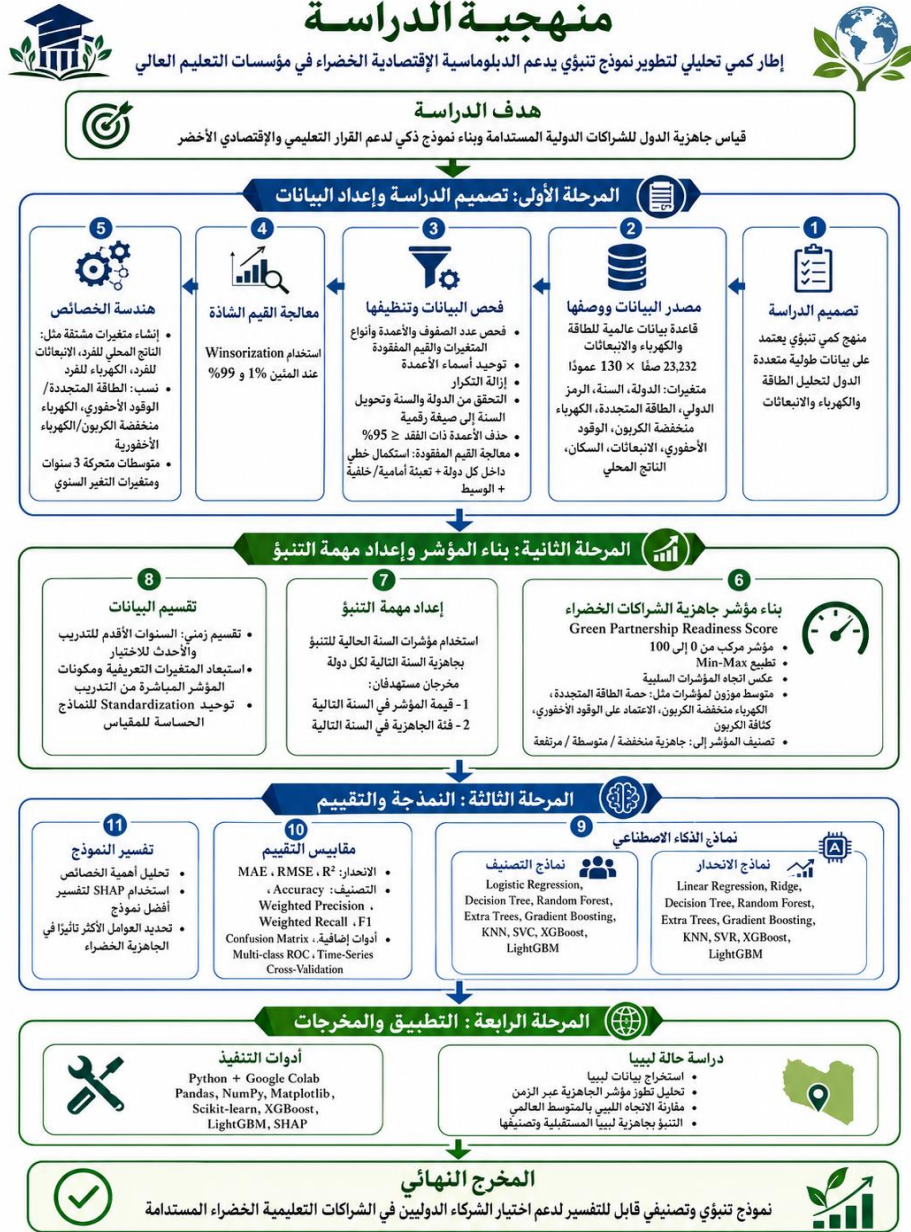 منهجية الدراسة
إطار كمي تحليلي لتطوير نموذج تنبؤي يدعم الدبلوماسية الإقتصادية الخضراء في مؤسسات التعليم العالي
هدف الدراسة
قياس جاهزية الدول للشراكات الدولية المستدامة وبناء نموذج ذكي لدعم القرار التعليمي والإقتصادي الأخضر
المرحلة الأولى: تصميم الدراسة وإعداد البيانات
1
تصميم الدراسة
منهج كمي تنبؤي يعتمد
على بيانات طولية متعددة
الدول لتحليل الطاقة
والكهرباء والانبعاثات
2
مصدر البيانات ووصفها
قاعدة بيانات عالمية للطاقة
والكهرباء والانبعاثات
23,232 صفًا × 130 عمودًا
متغيرات: الدولة، السنة، الرمز
الدولي، الطاقة المتجددة، الكهرباء
منخفضة الكربون، الوقود
الأحفوري، الانبعاثات، السكان،
الناتج المحلي
3
فحص البيانات وتنظيفها
• فحص عدد الصفوف والأعمدة وأنواع
المتغيرات والقيم المفقودة
• توحيد أسماء الأعمدة
• إزالة التكرار
• التحقق من الدولة والسنة وتحويل
السنة إلى صيغة رقمية
• حذف الأعمدة ذات الفقد ≥ 95%
• معالجة القيم المفقودة: استكمال خطي
داخل كل دولة + تعبئة أمامية/خلفية
+ الوسيط
4
معالجة القيم الشاذة
استخدام Winsorization
عند المئين 1% و 99%
5
هندسة الخصائص
• إنشاء متغيرات مشتقة مثل:
الناتج المحلي للفرد، الانبعاثات
للفرد، الكهرباء للفرد
• نسب: الطاقة المتجددة/
الوقود الأحفوري، الكهرباء
منخفضة الكربون/الكهرباء
الأحفورية
• متوسطات متحركة 3 سنوات
ومتغيرات التغير السنوي
المرحلة الثانية: بناء المؤشر وإعداد مهمة التنبؤ
6
بناء مؤشر جاهزية الشراكات الخضراء
Green Partnership Readiness Score
• مؤشر مركب من 0 إلى 100
• تطبيع Min-Max
• عكس اتجاه المؤشرات السلبية
• متوسط موزون لمؤشرات مثل: حصة الطاقة المتجددة،
الكهرباء منخفضة الكربون، الاعتماد على الوقود الأحفوري،
كثافة الكربون
• تصنيف المؤشر إلى: جاهزية منخفضة / متوسطة / مرتفعة
7
إعداد مهمة التنبؤ
استخدام مؤشرات السنة الحالية للتنبؤ
بجاهزية السنة التالية لكل دولة
مخرجان مستهدفان:
1- قيمة المؤشر في السنة التالية
2- فئة الجاهزية في السنة التالية
8
تقسيم البيانات
• تقسيم زمني: السنوات الأقدم للتدريب
والأحدث للاختبار
• استبعاد المتغيرات التعريفية ومكونات
المؤشر المباشرة من التدريب
• توحيد Standardization للنماذج
الحساسة للمقياس
المرحلة الثالثة: النمذجة والتقييم
9
نماذج الذكاء الاصطناعي
نماذج الانحدار
Linear Regression, Ridge,
Decision Tree, Random Forest,
Extra Trees, Gradient Boosting,
KNN, SVR, XGBoost,
LightGBM
نماذج التصنيف
Logistic Regression,
Decision Tree, Random Forest,
Extra Trees, Gradient Boosting,
KNN, SVC, XGBoost,
LightGBM
10
مقاييس التقييم
• الانحدار: MAE ، RMSE ، R²
• التصنيف: Accuracy ،
Weighted Precision ،
Weighted Recall ، F1
• أدوات إضافية: Confusion Matrix ،
Multi-class ROC ، Time-Series
Cross-Validation
11
تفسير النموذج
• تحليل أهمية الخصائص
• استخدام SHAP لتفسير
أفضل نموذج
• تحديد العوامل الأكثر تأثيرًا في
الجاهزية الخضراء
المرحلة الرابعة: التطبيق والمخرجات
دراسة حالة ليبيا
• استخراج بيانات ليبيا
• تحليل تطور مؤشر الجاهزية عبر الزمن
• مقارنة الاتجاه الليبي بالمتوسط العالمي
• التنبؤ بجاهزية ليبيا المستقبلية وتصنيفها
أدوات التنفيذ
Python + Google Colab
Pandas, NumPy, Matplotlib,
Scikit-learn, XGBoost,
LightGBM, SHAP
المخرج النهائي
نموذج تنبؤي وتصنيفي قابل للتفسير لدعم اختيار الشركاء الدوليين في الشراكات التعليمية الخضراء المستدامة